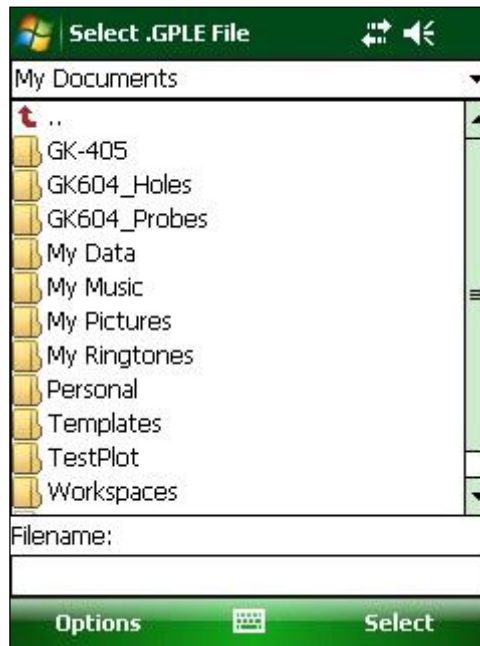 Select .GPLE File
My Documents
..
GK-405
GK604_Holes
GK604_Probes
My Data
My Music
My Pictures
My Ringtones
Personal
Templates
TestPlot
Workspaces
Filename:
Options Select